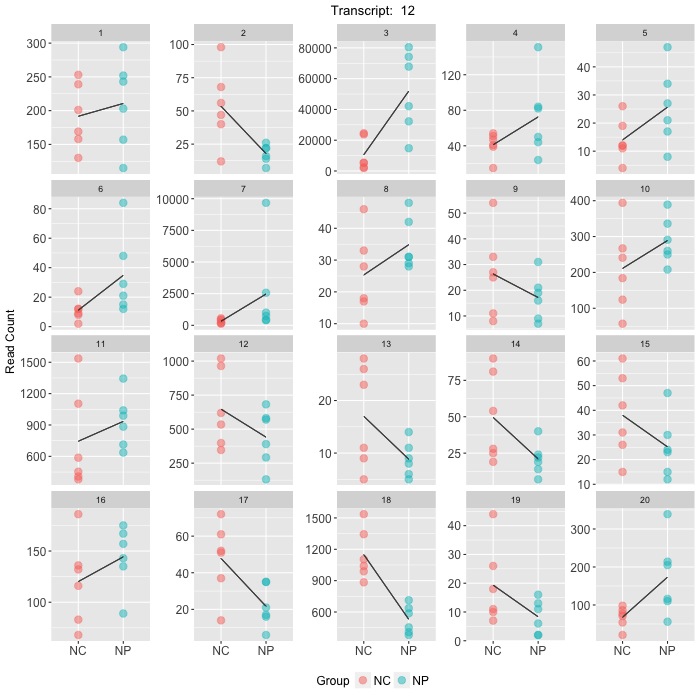 Transcript: 12
1 2 3 4 5
300 250 200 150
100 75 50 25
80000 60000 40000 20000 0
120 80 40
40 30 20 10
6 7 8 9 10
80 60 40 20 0
10000 7500 5000 2500 0
40 30 20 10
50 40 30 20 10
400 300 200 100
Read Count
11 12 13 14 15
1500 1200 900 600
1000 750 500 250
20 10
75 50 25
60 50 40 30 20 10
16 17 18 19 20
150 100
60 40 20
1500 1200 900 600
40 30 20 10 0
300 200 100
NC NP NC NP NC NP NC NP NC NP
Group NC NP